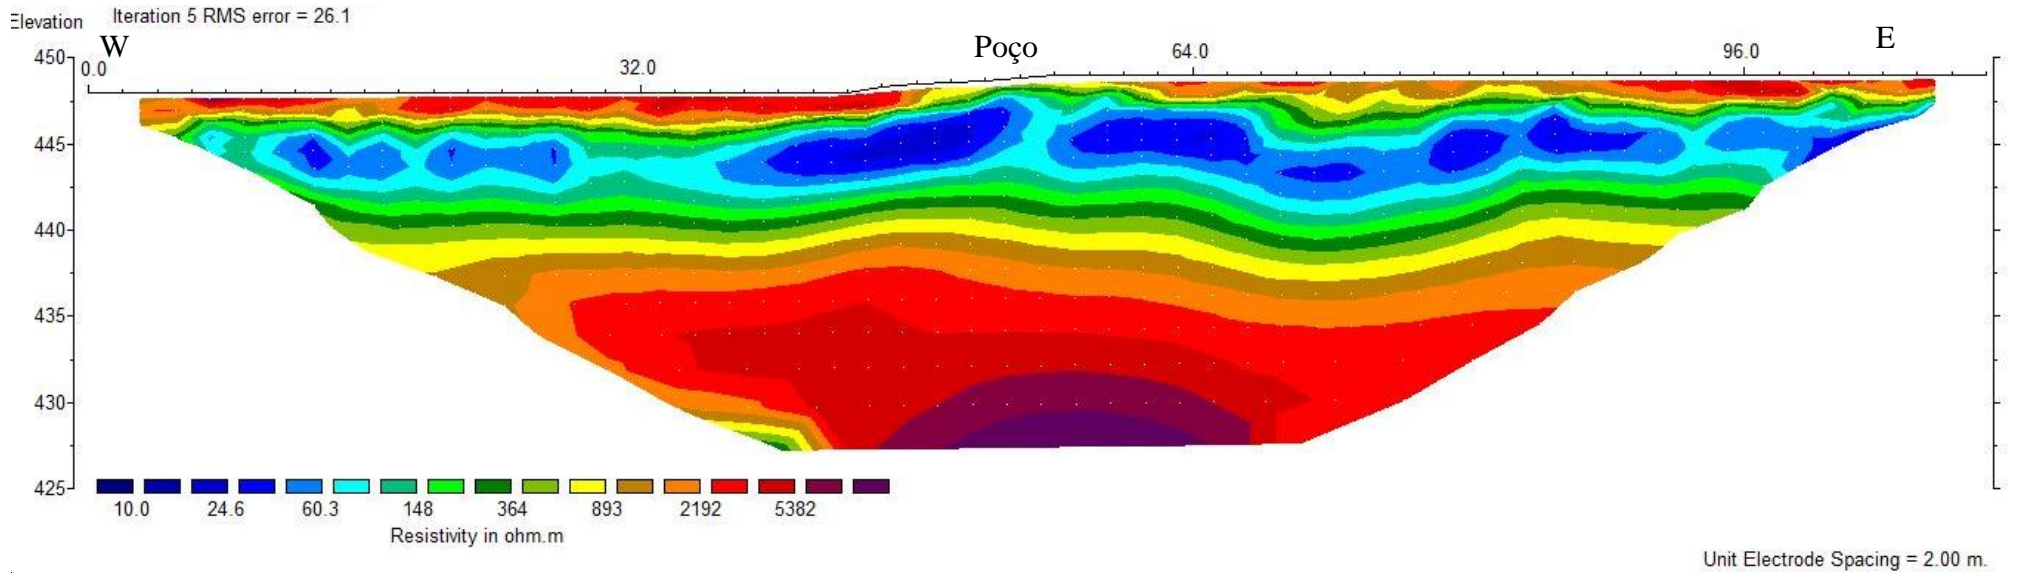 Elevation Iteration 5 RMS error = 26.1
W Poço E
450 0.0 32.0 64.0 96.0
445
440
435
430
425
10.0 24.6 60.3 148 364 893 2192 5382
Resistivity in ohm.m
Unit Electrode Spacing = 2.00 m.